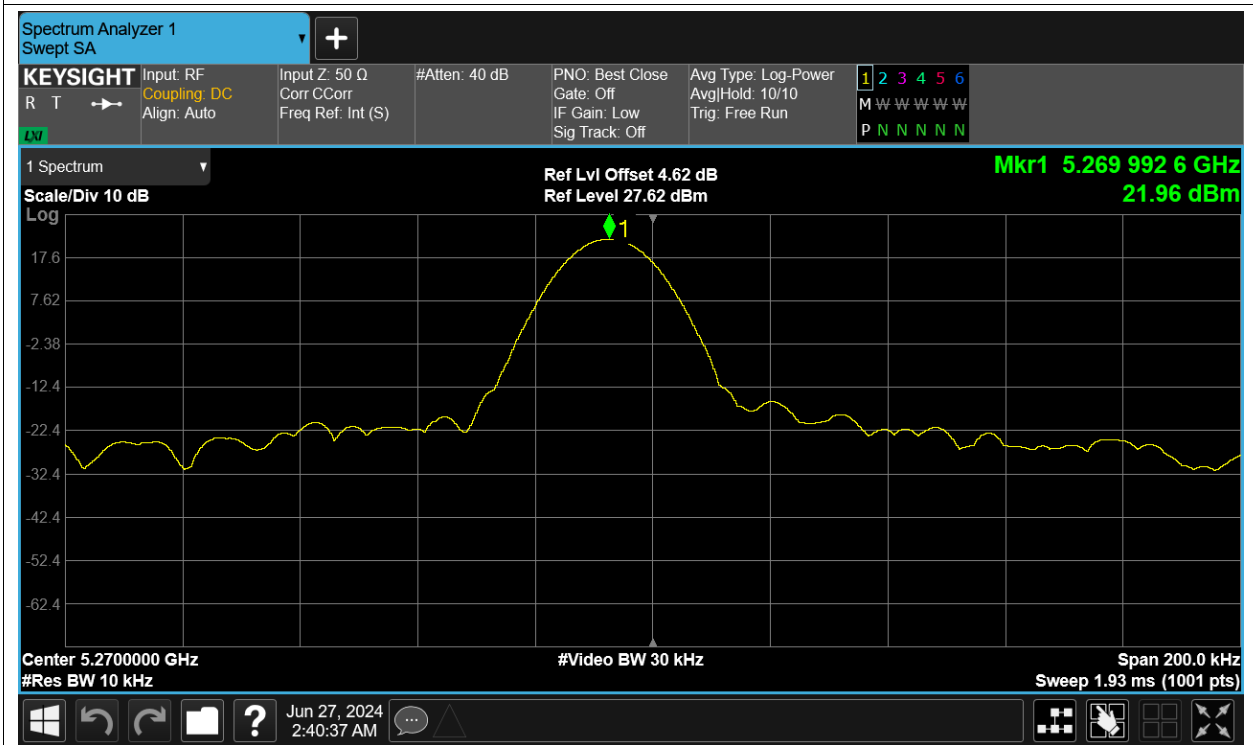 Spectrum Analyzer 1
Swept SA
KEYSIGHT
R T
LXI
Input: RF
Coupling: DC
Align: Auto
Input Z: 50 Ω
Corr CCorr
Freq Ref: Int (S)
#Atten: 40 dB
PNO: Best Close
Gate: Off
IF Gain: Low
Sig Track: Off
Avg Type: Log-Power
Avg|Hold: 10/10
Trig: Free Run
1 2 3 4 5 6
M W W W W W
P N N N N N
1 Spectrum
Scale/Div 10 dB
Ref Lvl Offset 4.62 dB
Ref Level 27.62 dBm
Mkr1 5.269 992 6 GHz
21.96 dBm
Log
1
17.6
7.62
-2.38
-12.4
-22.4
-32.4
-42.4
-52.4
-62.4
Center 5.2700000 GHz
#Video BW 30 kHz
Span 200.0 kHz
#Res BW 10 kHz
Sweep 1.93 ms (1001 pts)
?
Jun 27, 2024
2:40:37 AM